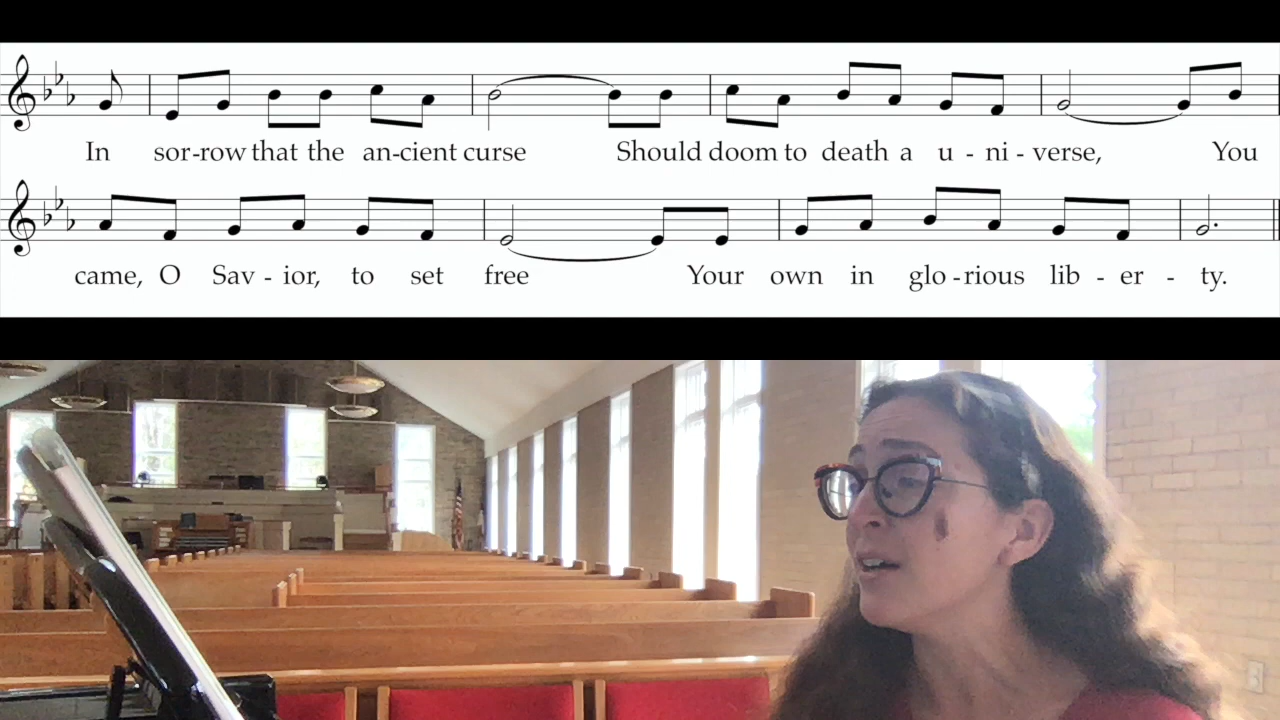 In sor-row that the an-cient curse Should doom to death a u - ni - verse, You
came, O Sav - ior, to set free Your own in glo - rious lib - er - ty.